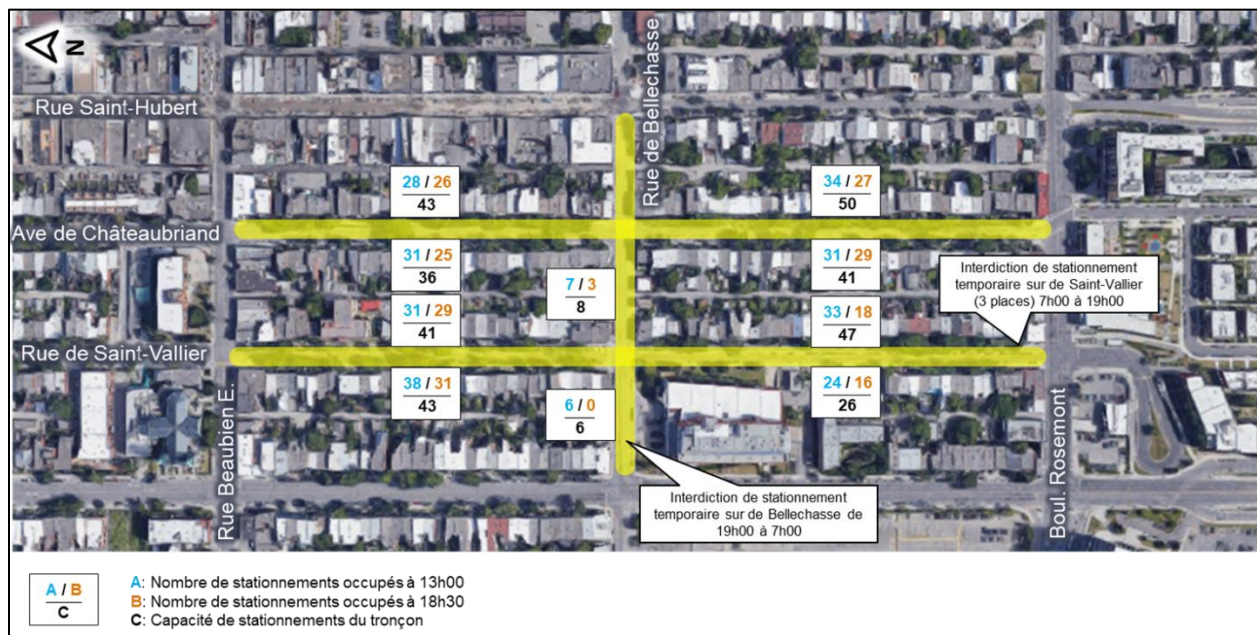 N
Rue Saint-Hubert
Rue de Bellechasse
28 / 26
43
34 / 27
50
Ave de Châteaubriand
31 / 25
36
7 / 3
8
31 / 29
41
Interdiction de stationnement
temporaire sur de Saint-Vallier
(3 places) 7h00 à 19h00
31 / 29
41
33 / 18
47
Rue de Saint-Vallier
38 / 31
43
6 / 0
6
24 / 16
26
Rue Beaubien E.
Boul. Rosemont
Interdiction de stationnement
temporaire sur de Bellechasse de
19h00 à 7h00
A / B
C
A: Nombre de stationnements occupés à 13h00
B: Nombre de stationnements occupés à 18h30
C: Capacité de stationnements du tronçon